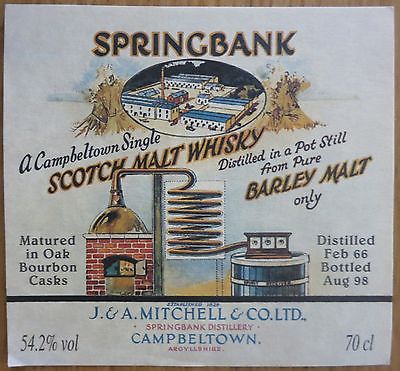 SPRINGBANK
A Campbeltown Single
SCOTCH MALT WHISKY
Distilled in a Pot Still
from Pure
BARLEY MALT
only
Matured
in Oak
Bourbon
Casks
Distilled
Feb 66
Bottled
Aug 98
SPIRIT RECEIVER
ESTABLISHED 1828
J. & A. MITCHELL & CO. LTD.,
SPRINGBANK DISTILLERY
CAMPBELTOWN.
ARGYLLSHIRE.
54.2% vol
70 cl